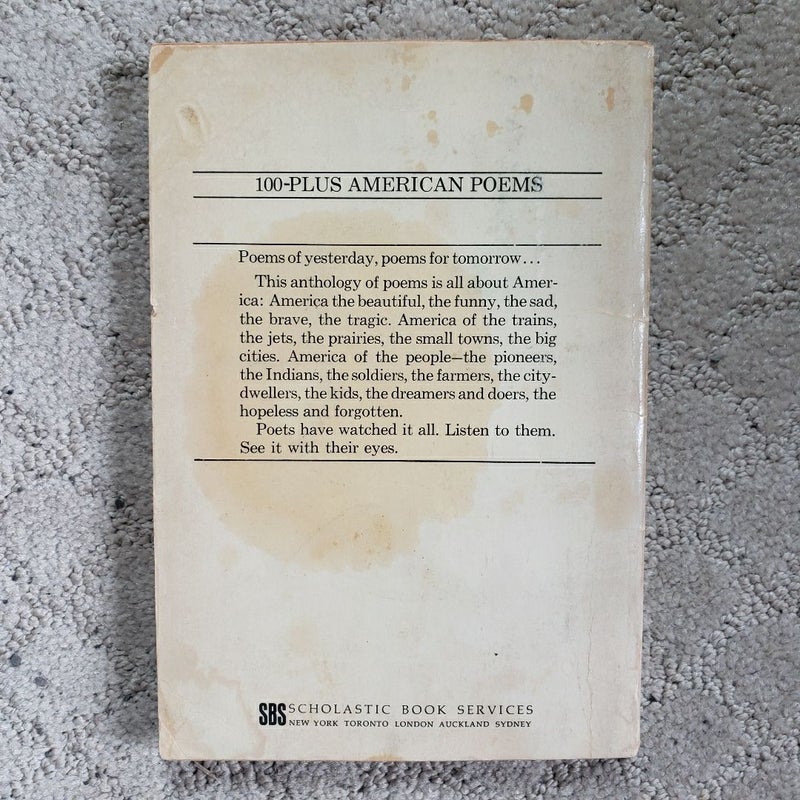 100-PLUS AMERICAN POEMS
Poems of yesterday, poems for tomorrow...
This anthology of poems is all about Amer-
ica: America the beautiful, the funny, the sad,
the brave, the tragic. America of the trains,
the jets, the prairies, the small towns, the big
cities. America of the people—the pioneers,
the Indians, the soldiers, the farmers, the city-
dwellers, the kids, the dreamers and doers, the
hopeless and forgotten.
Poets have watched it all. Listen to them.
See it with their eyes.
SBS SCHOLASTIC BOOK SERVICES
NEW YORK TORONTO LONDON AUCKLAND SYDNEY